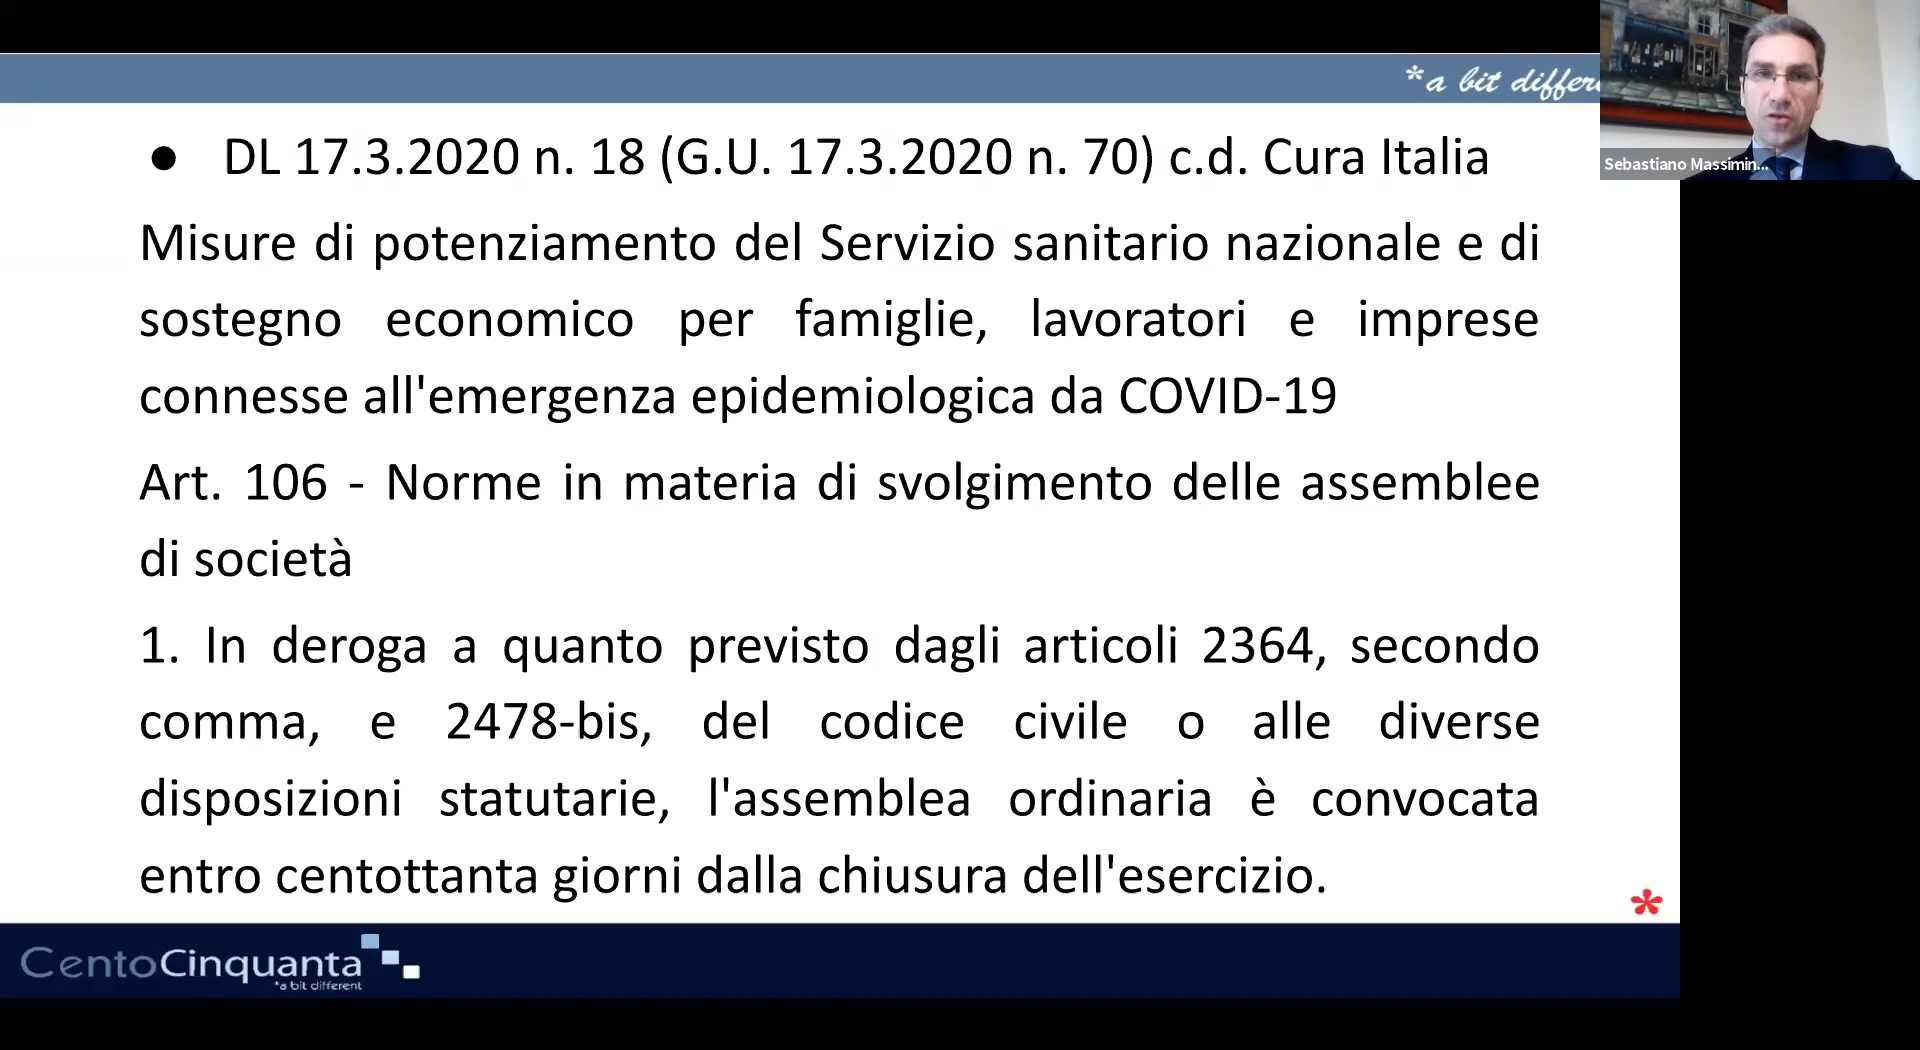 *a bit differe
Sebastiano Massimin...
● DL 17.3.2020 n. 18 (G.U. 17.3.2020 n. 70) c.d. Cura Italia
Misure di potenziamento del Servizio sanitario nazionale e di
sostegno economico per famiglie, lavoratori e imprese
connesse all'emergenza epidemiologica da COVID-19
Art. 106 - Norme in materia di svolgimento delle assemblee
di società
1. In deroga a quanto previsto dagli articoli 2364, secondo
comma, e 2478-bis, del codice civile o alle diverse
disposizioni statutarie, l'assemblea ordinaria è convocata
entro centottanta giorni dalla chiusura dell'esercizio.
*
CentoCinquanta
*a bit different